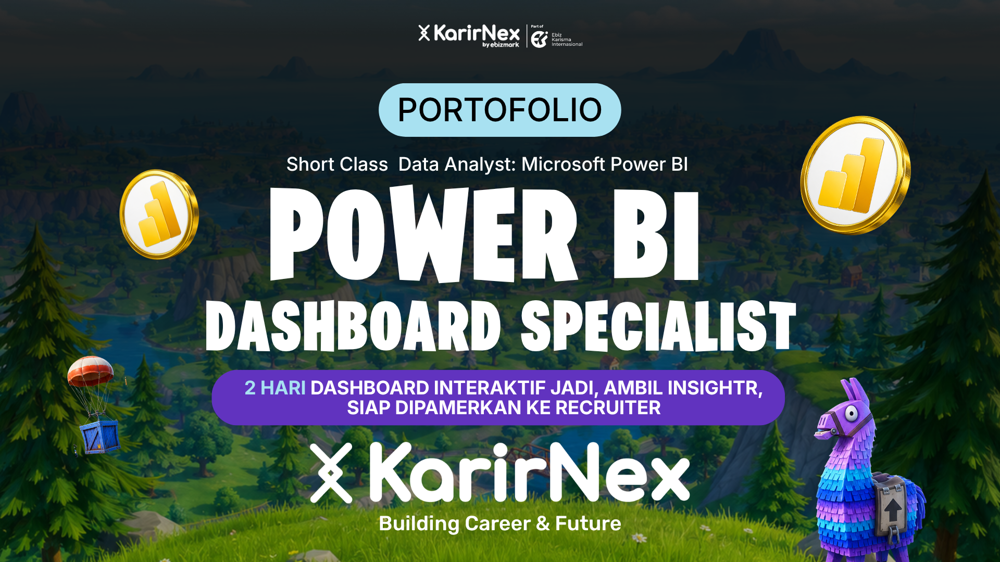 KarirNex
by ebizmark
Part of
Ebiz
Karisma
Internasional
PORTOFOLIO
Short Class Data Analyst: Microsoft Power BI
POWER BI
DASHBOARD SPECIALIST
2 HARI DASHBOARD INTERAKTIF JADI, AMBIL INSIGHTR,
SIAP DIPAMERKAN KE RECRUITER
KarirNex
Building Career & Future